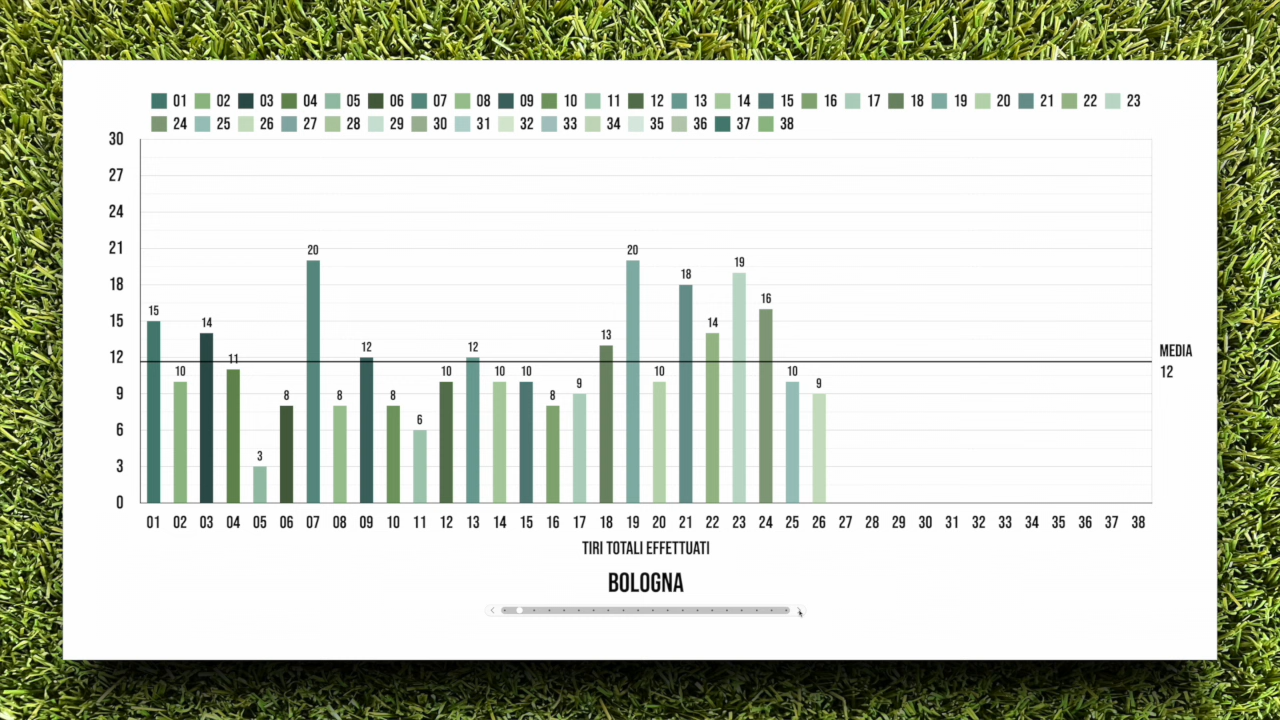 01 02 03 04 05 06 07 08 09 10 11 12 13 14 15 16 17 18 19 20 21 22 23
24 25 26 27 28 29 30 31 32 33 34 35 36 37 38
30
27
24
21
18
15
12
9
6
3
0
15 10 14 11 3 8 20 8 12 8 6 10 12 10 10 8 9 13 20 10 18 14 19 16 10 9
MEDIA
12
01 02 03 04 05 06 07 08 09 10 11 12 13 14 15 16 17 18 19 20 21 22 23 24 25 26 27 28 29 30 31 32 33 34 35 36 37 38
TIRI TOTALI EFFETTUATI
BOLOGNA